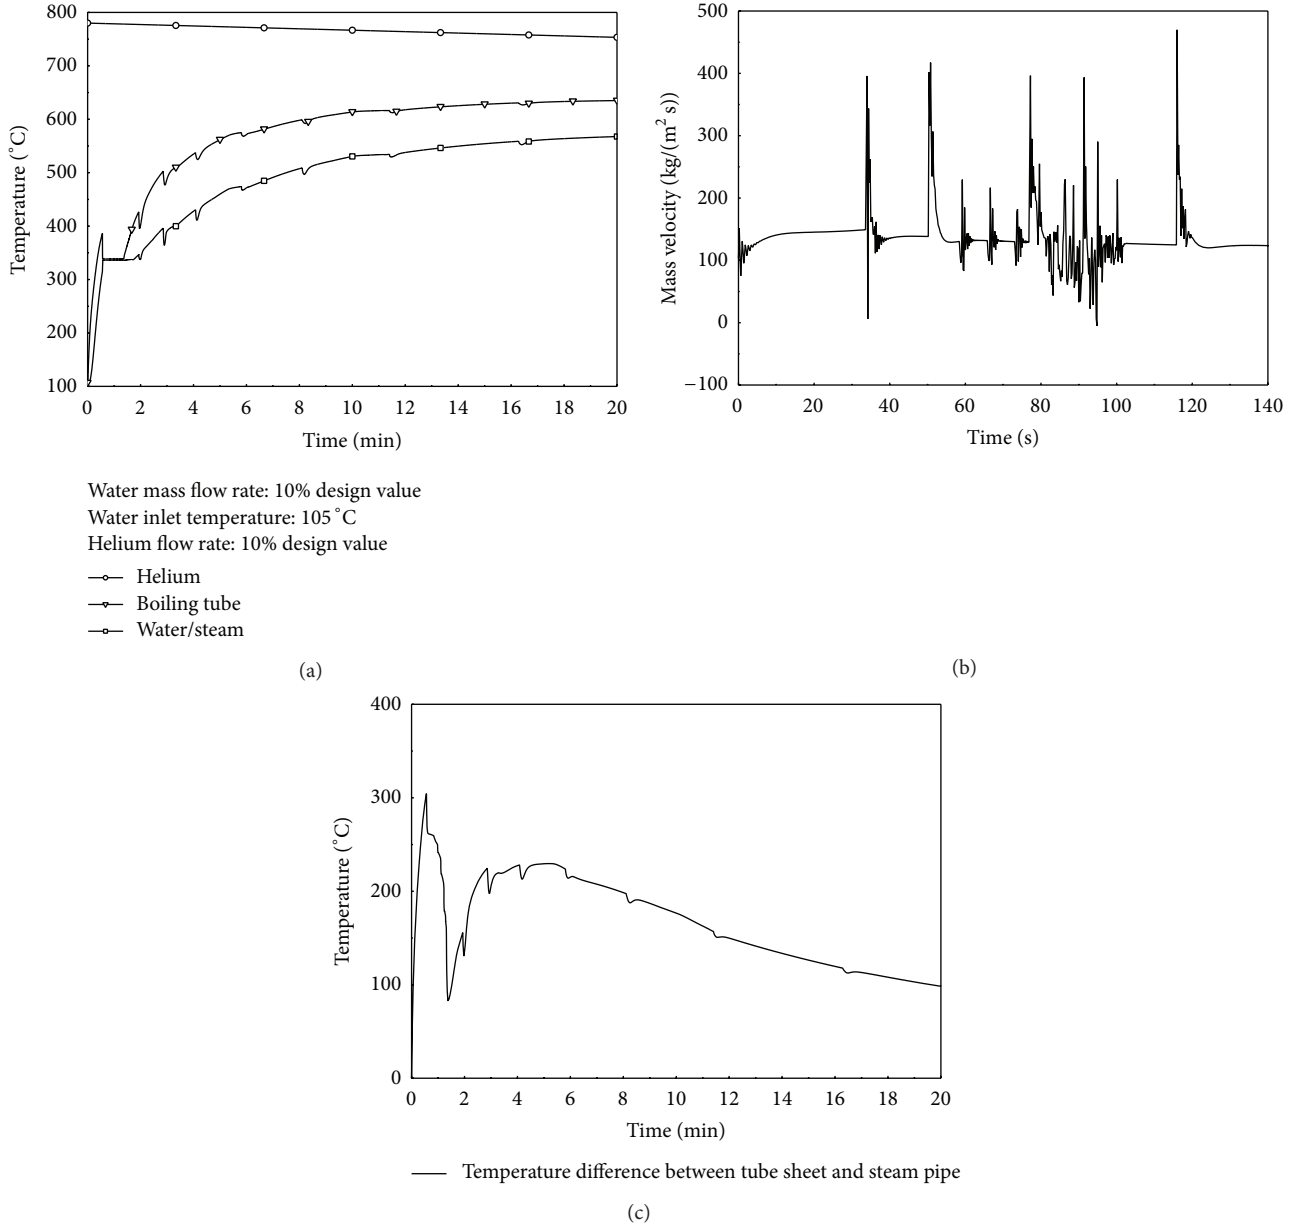 800
700
600
500
400
300
200
100
Temperature (°C)
0 2 4 6 8 10 12 14 16 18 20
Time (min)
Water mass flow rate: 10% design value
Water inlet temperature: 105°C
Helium flow rate: 10% design value
Helium
Boiling tube
Water/steam
(a)
500
400
300
200
100
0
−100
Mass velocity (kg/(m² s))
0 20 40 60 80 100 120 140
Time (s)
(b)
400
300
200
100
0
Temperature (°C)
0 2 4 6 8 10 12 14 16 18 20
Time (min)
Temperature difference between tube sheet and steam pipe
(c)